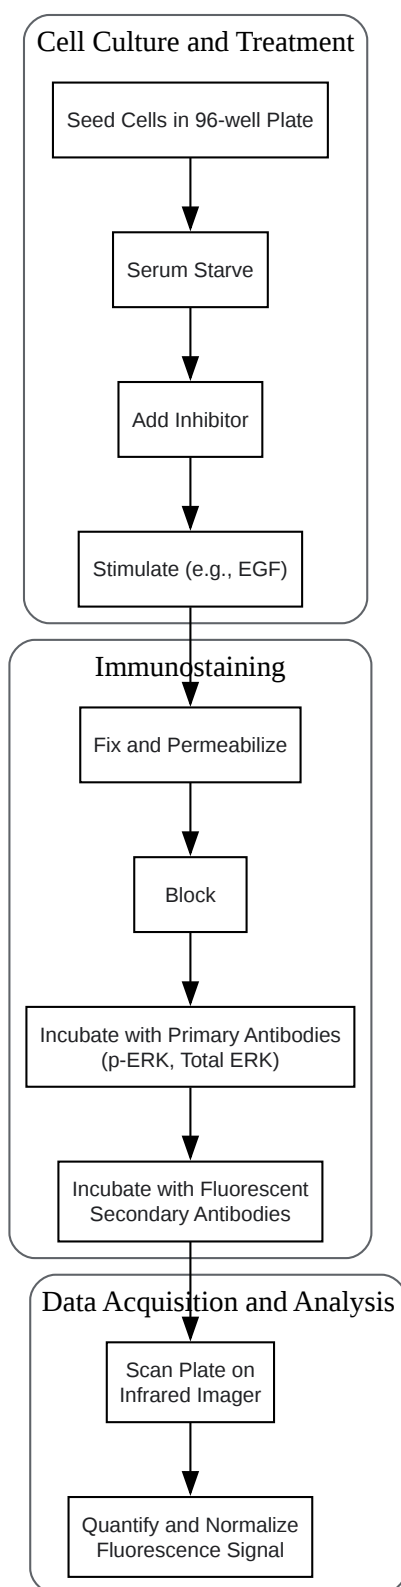 Cell Culture and Treatment
Seed Cells in 96-well Plate
Serum Starve
Add Inhibitor
Stimulate (e.g., EGF)
Immunostaining
Fix and Permeabilize
Block
Incubate with Primary Antibodies
(p-ERK, Total ERK)
Incubate with Fluorescent
Secondary Antibodies
Data Acquisition and Analysis
Scan Plate on
Infrared Imager
Quantify and Normalize
Fluorescence Signal